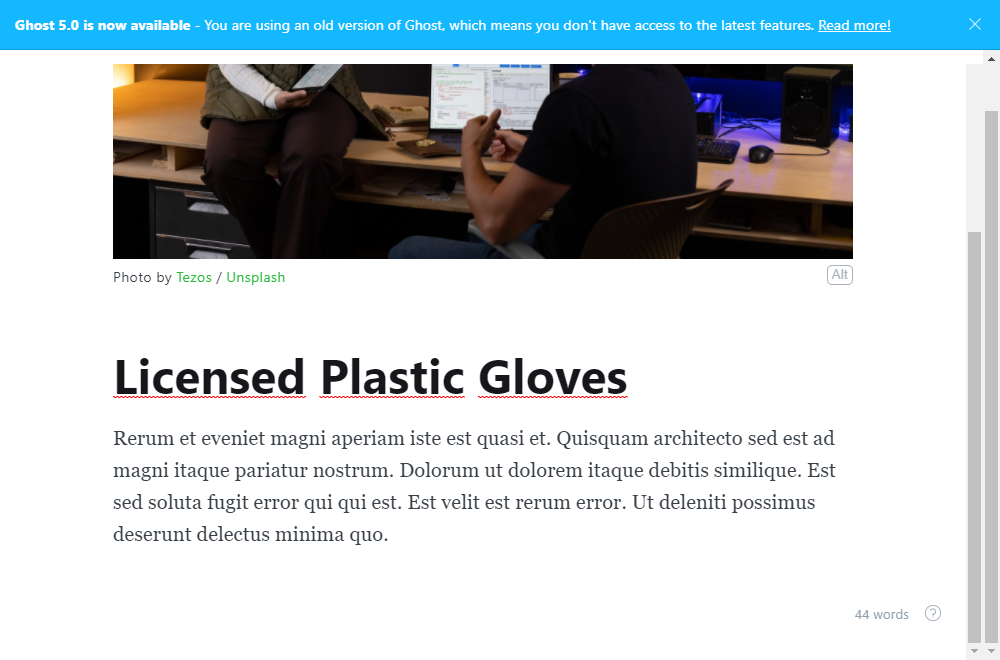 Ghost 5.0 is now available - You are using an old version of Ghost, which means you don't have access to the latest features. Read more!
Photo by Tezos / Unsplash
Alt
Licensed Plastic Gloves
Rerum et eveniet magni aperiam iste est quasi et. Quisquam architecto sed est ad
magni itaque pariatur nostrum. Dolorum ut dolorem itaque debitis similique. Est
sed soluta fugit error qui qui est. Est velit est rerum error. Ut deleniti possimus
deserunt delectus minima quo.
44 words